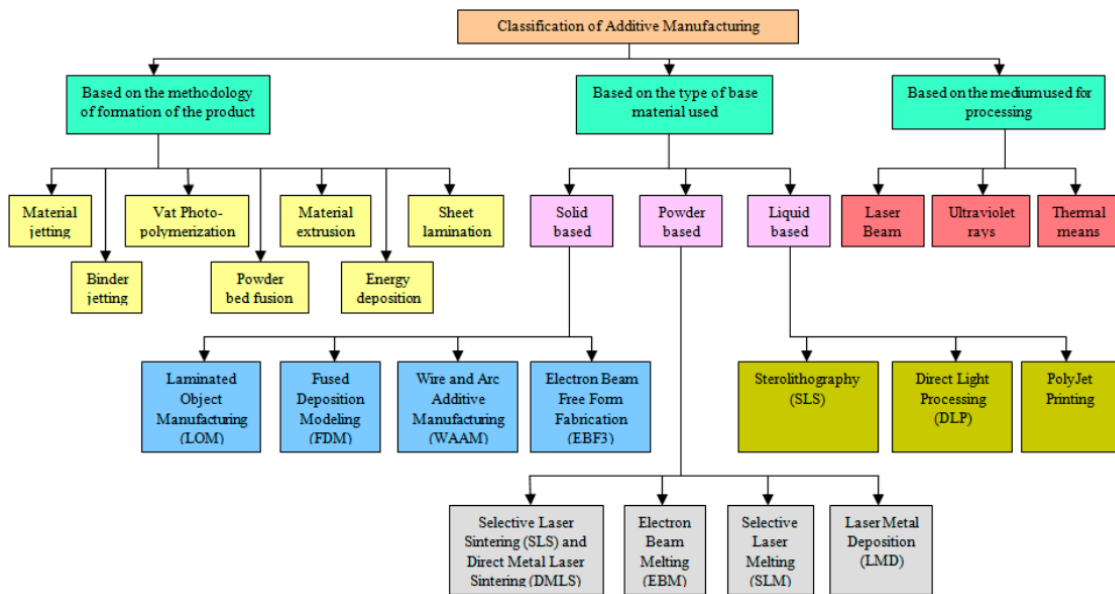 Classification of Additive Manufacturing
Based on the methodology
of formation of the product
Based on the type of base
material used
Based on the medium used for
processing
Material
jetting
Vat Photo-
polymerization
Material
extrusion
Sheet
lamination
Solid
based
Powder
based
Liquid
based
Laser
Beam
Ultraviolet
rays
Thermal
means
Binder
jetting
Powder
bed fusion
Energy
deposition
Laminated
Object
Manufacturing
(LOM)
Fused
Deposition
Modeling
(FDM)
Wire and Arc
Additive
Manufacturing
(WAAM)
Electron Beam
Free Form
Fabrication
(EBF3)
Sterolithography
(SLS)
Direct Light
Processing
(DLP)
PolyJet
Printing
Selective Laser
Sintering (SLS) and
Direct Metal Laser
Sintering (DMLS)
Electron
Beam
Melting
(EBM)
Selective
Laser
Melting
(SLM)
Laser Metal
Deposition
(LMD)